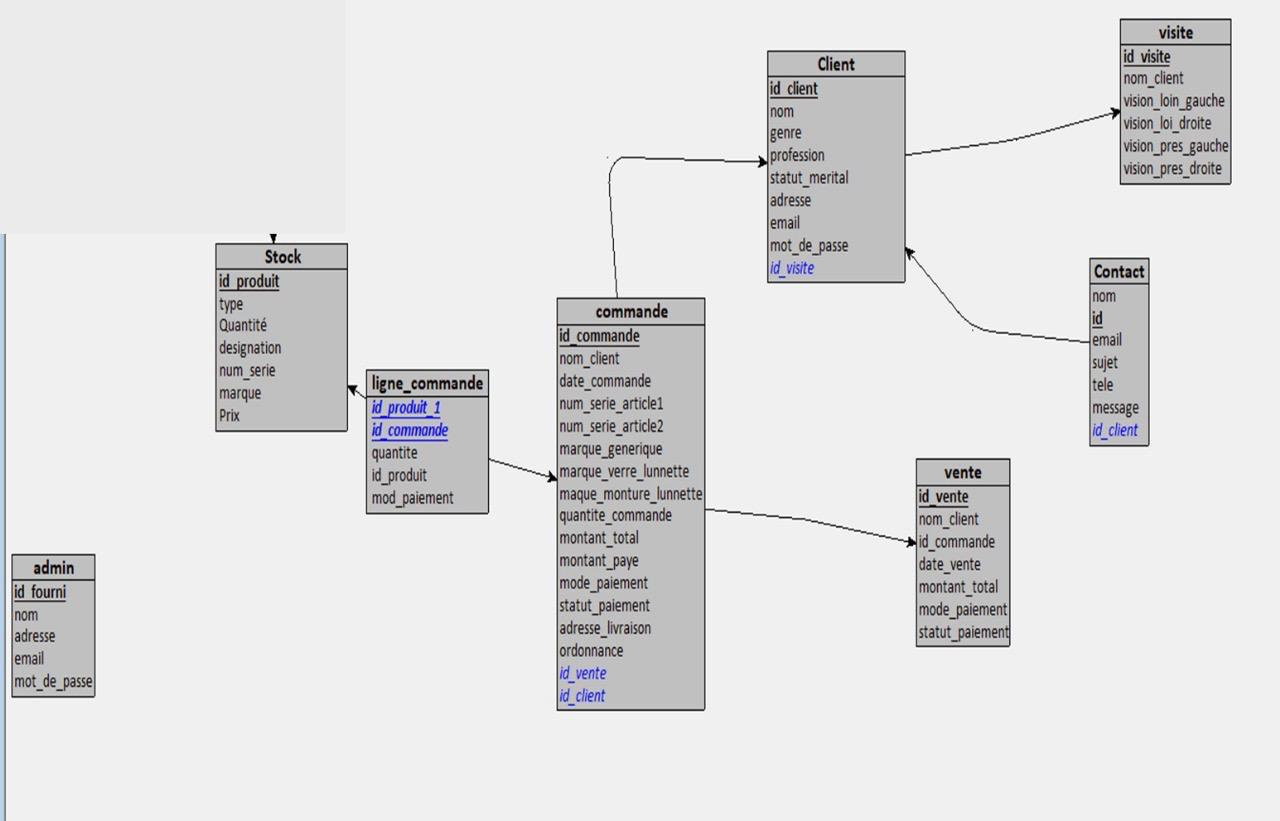 visite
id_visite
nom_client
vision_loin_gauche
vision_loi_droite
vision_pres_gauche
vision_pres_droite
Client
id_client
nom
genre
profession
statut_merital
adresse
email
mot_de_passe
id_visite
Stock
id_produit
type
Quantité
designation
num_serie
marque
Prix
Contact
nom
id
email
sujet
tele
message
id_client
commande
id_commande
nom_client
date_commande
num_serie_article1
num_serie_article2
marque_generique
marque_verre_lunnette
maque_monture_lunnette
quantite_commande
montant_total
montant_paye
mode_paiement
statut_paiement
adresse_livraison
ordonnance
id_vente
id_client
ligne_commande
id_produit_1
id_commande
quantite
id_produit
mod_paiement
vente
id_vente
nom_client
id_commande
date_vente
montant_total
mode_paiement
statut_paiement
admin
id_fourni
nom
adresse
email
mot_de_passe